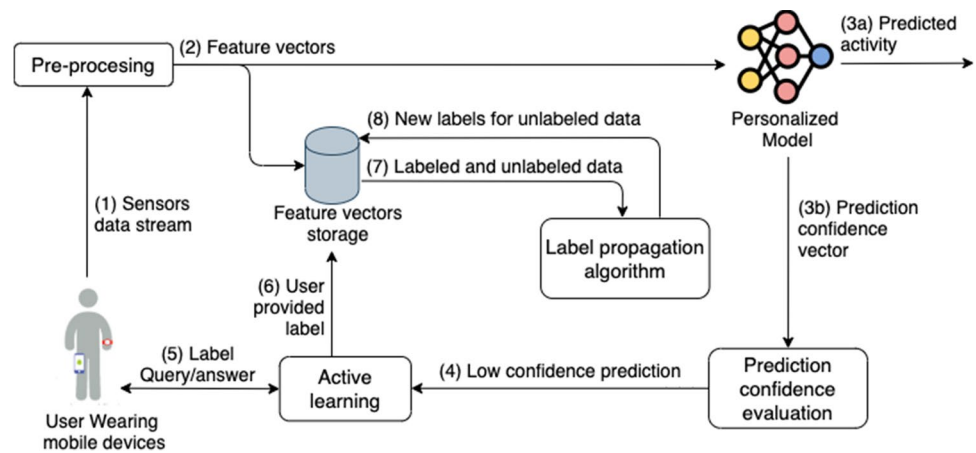 (2) Feature vectors
(3a) Predicted
activity
Pre-procesing
(8) New labels for unlabeled data
Personalized
Model
(7) Labeled and unlabeled data
(1) Sensors
data stream
Feature vectors
storage
(3b) Prediction
confidence
vector
Label propagation
algorithm
(6) User
provided
label
(5) Label
Query/answer
Active
learning
(4) Low confidence prediction
Prediction
confidence
evaluation
User Wearing
mobile devices